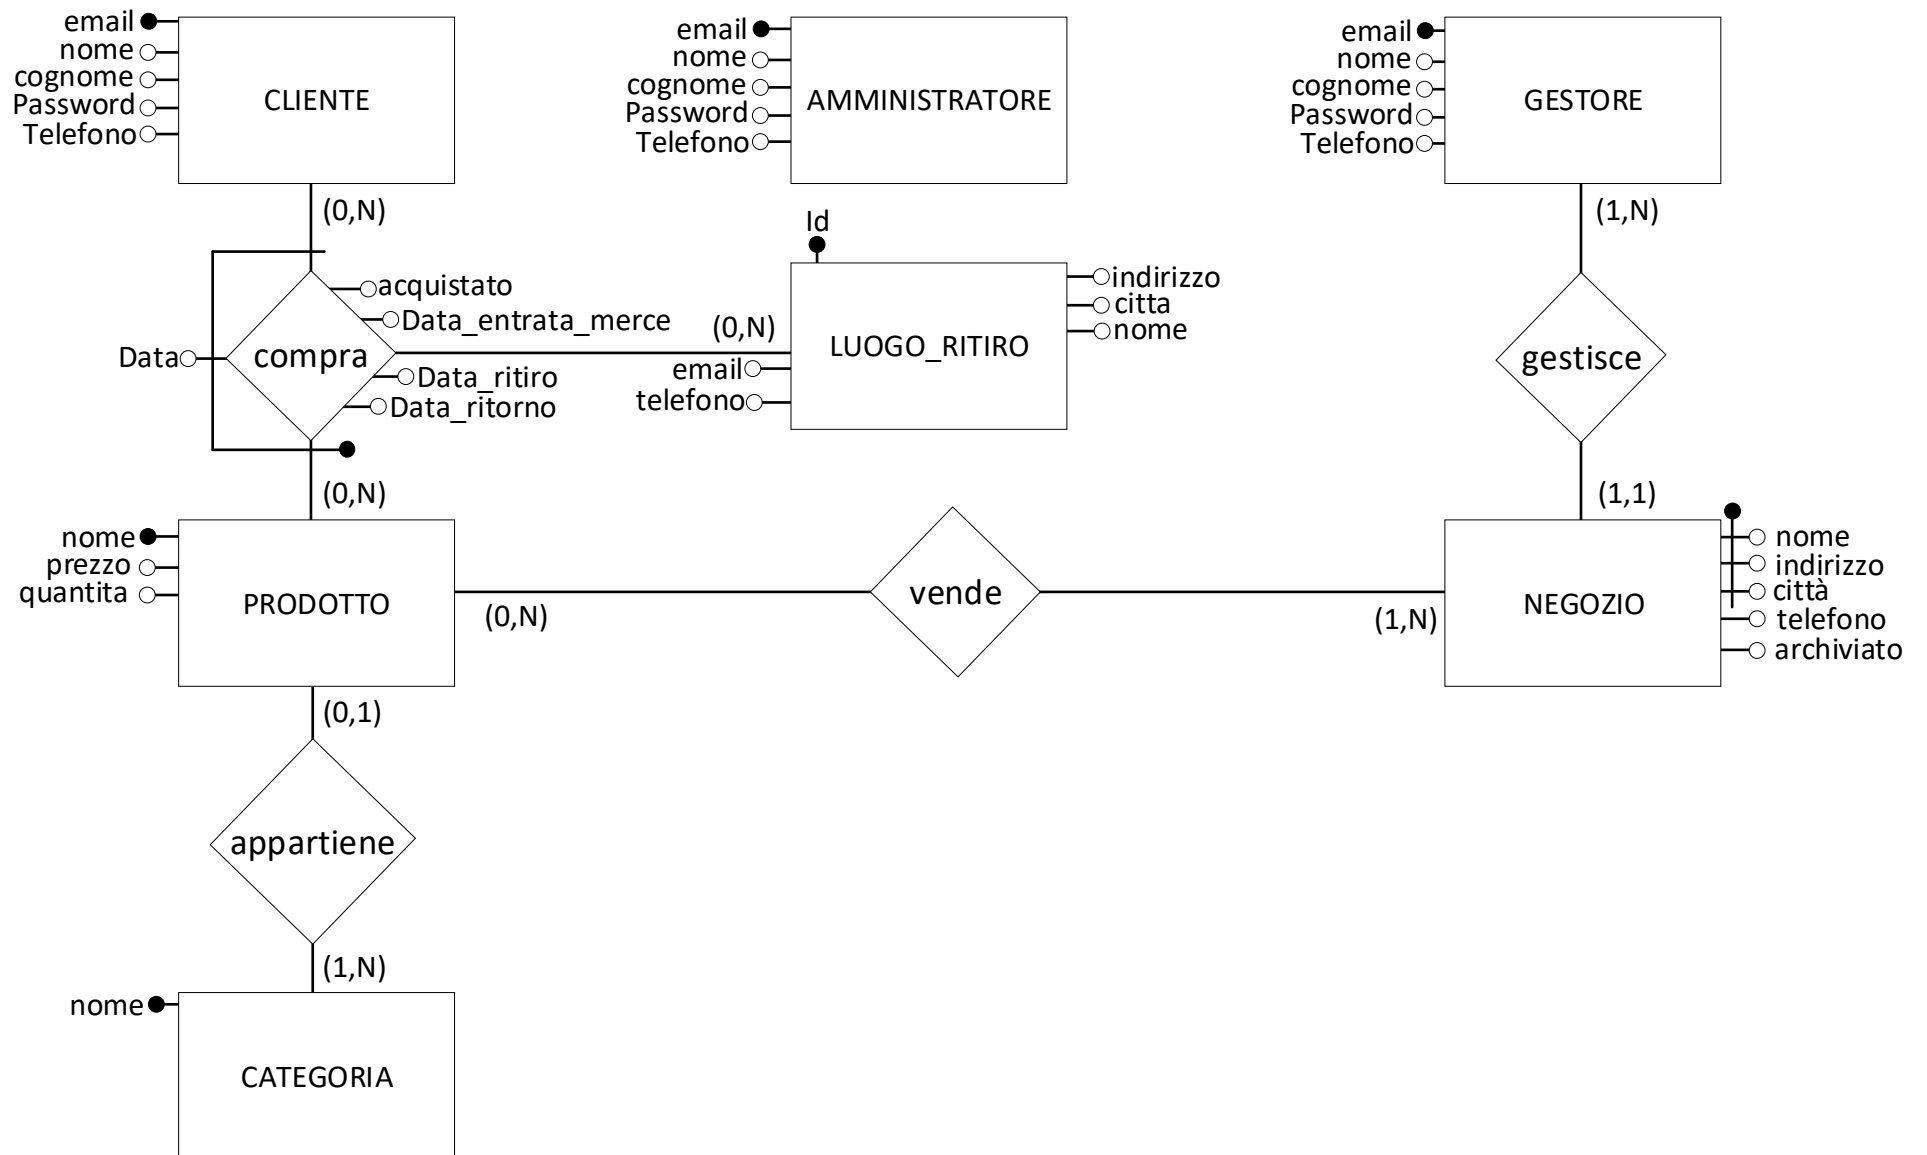 email
nome
cognome
Password
Telefono
CLIENTE
email
nome
cognome
Password
Telefono
AMMINISTRATORE
email
nome
cognome
Password
Telefono
GESTORE
(0,N)
Id
(1,N)
acquistato
Data_entrata_merce
(0,N)
Data
compra
Data_ritiro
Data_ritorno
email
telefono
LUOGO_RITIRO
indirizzo
citta
nome
gestisce
(0,N)
(1,1)
nome
prezzo
quantita
PRODOTTO
(0,N)
vende
(1,N)
NEGOZIO
nome
indirizzo
città
telefono
archiviato
(0,1)
appartiene
(1,N)
nome
CATEGORIA